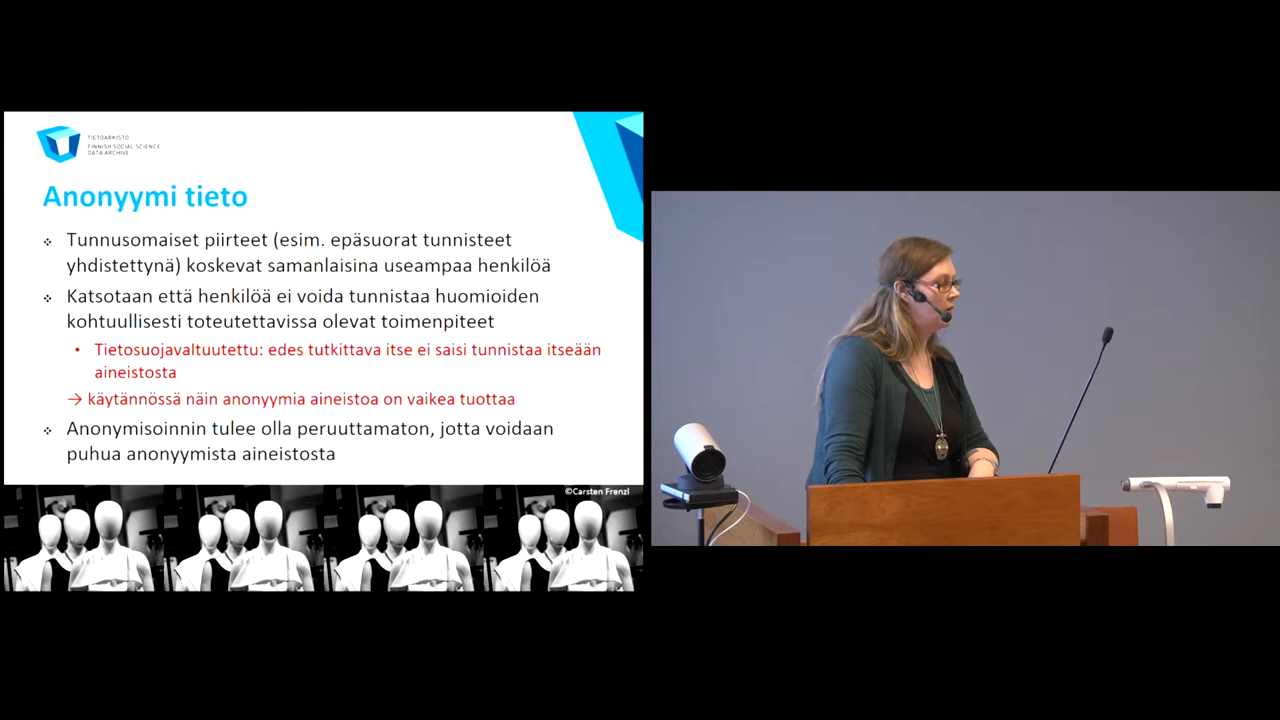 TIETOARKISTO
FINNISH SOCIAL SCIENCE
DATA ARCHIVE
Anonyymi tieto
Tunnusomaiset piirteet (esim. epäsuorat tunnisteet
yhdistettynä) koskevat samanlaisina useampaa henkilöä
Katsotaan että henkilöä ei voida tunnistaa huomioiden
kohtuullisesti toteutettavissa olevat toimenpiteet
• Tietosuojavaltuutettu: edes tutkittava itse ei saisi tunnistaa itseään
aineistosta
→ käytännössä näin anonyymia aineistoa on vaikea tuottaa
Anonymisoinnin tulee olla peruuttamaton, jotta voidaan
puhua anonyymista aineistosta
©Carsten Frenzl